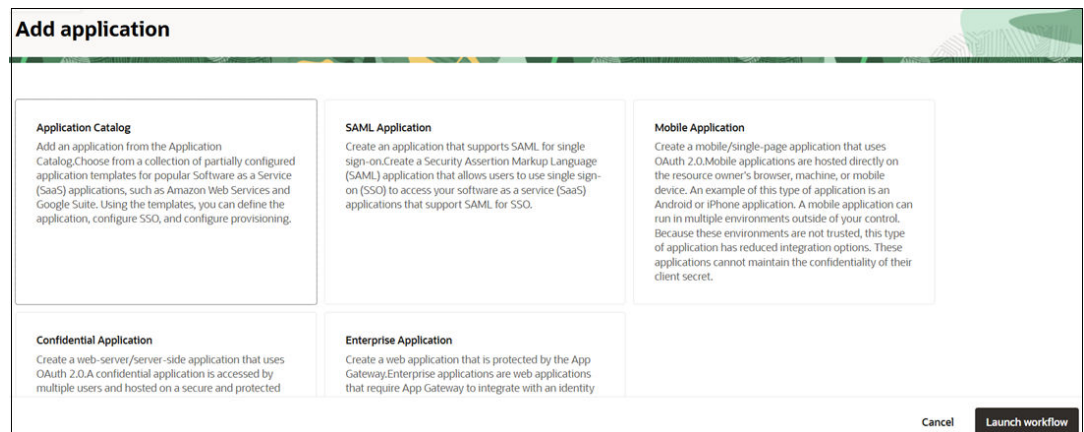 Add application
Application Catalog
Add an application from the Application
Catalog.Choose from a collection of partially configured
application templates for popular Software as a Service
(SaaS) applications, such as Amazon Web Services and
Google Suite. Using the templates, you can define the
application, configure SSO, and configure provisioning.
SAML Application
Create an application that supports SAML for single
sign-on.Create a Security Assertion Markup Language
(SAML) application that allows users to use single sign-
on (SSO) to access your software as a service (SaaS)
applications that support SAML for SSO.
Mobile Application
Create a mobile/single-page application that uses
OAuth 2.0.Mobile applications are hosted directly on
the resource owner's browser, machine, or mobile
device. An example of this type of application is an
Android or iPhone application. A mobile application can
run in multiple environments outside of your control.
Because these environments are not trusted, this type
of application has reduced integration options. These
applications cannot maintain the confidentiality of their
client secret.
Confidential Application
Create a web-server/server-side application that uses
OAuth 2.0.A confidential application is accessed by
multiple users and hosted on a secure and protected
Enterprise Application
Create a web application that is protected by the App
Gateway.Enterprise applications are web applications
that require App Gateway to integrate with an identity
Cancel
Launch workflow